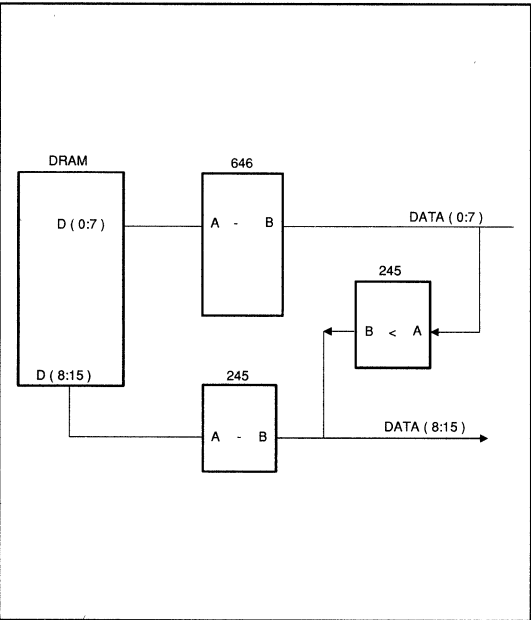 DRAM
646
D ( 0:7 )
A - B
DATA ( 0:7 )
245
B < A
D ( 8:15 )
245
A - B
DATA ( 8:15 )